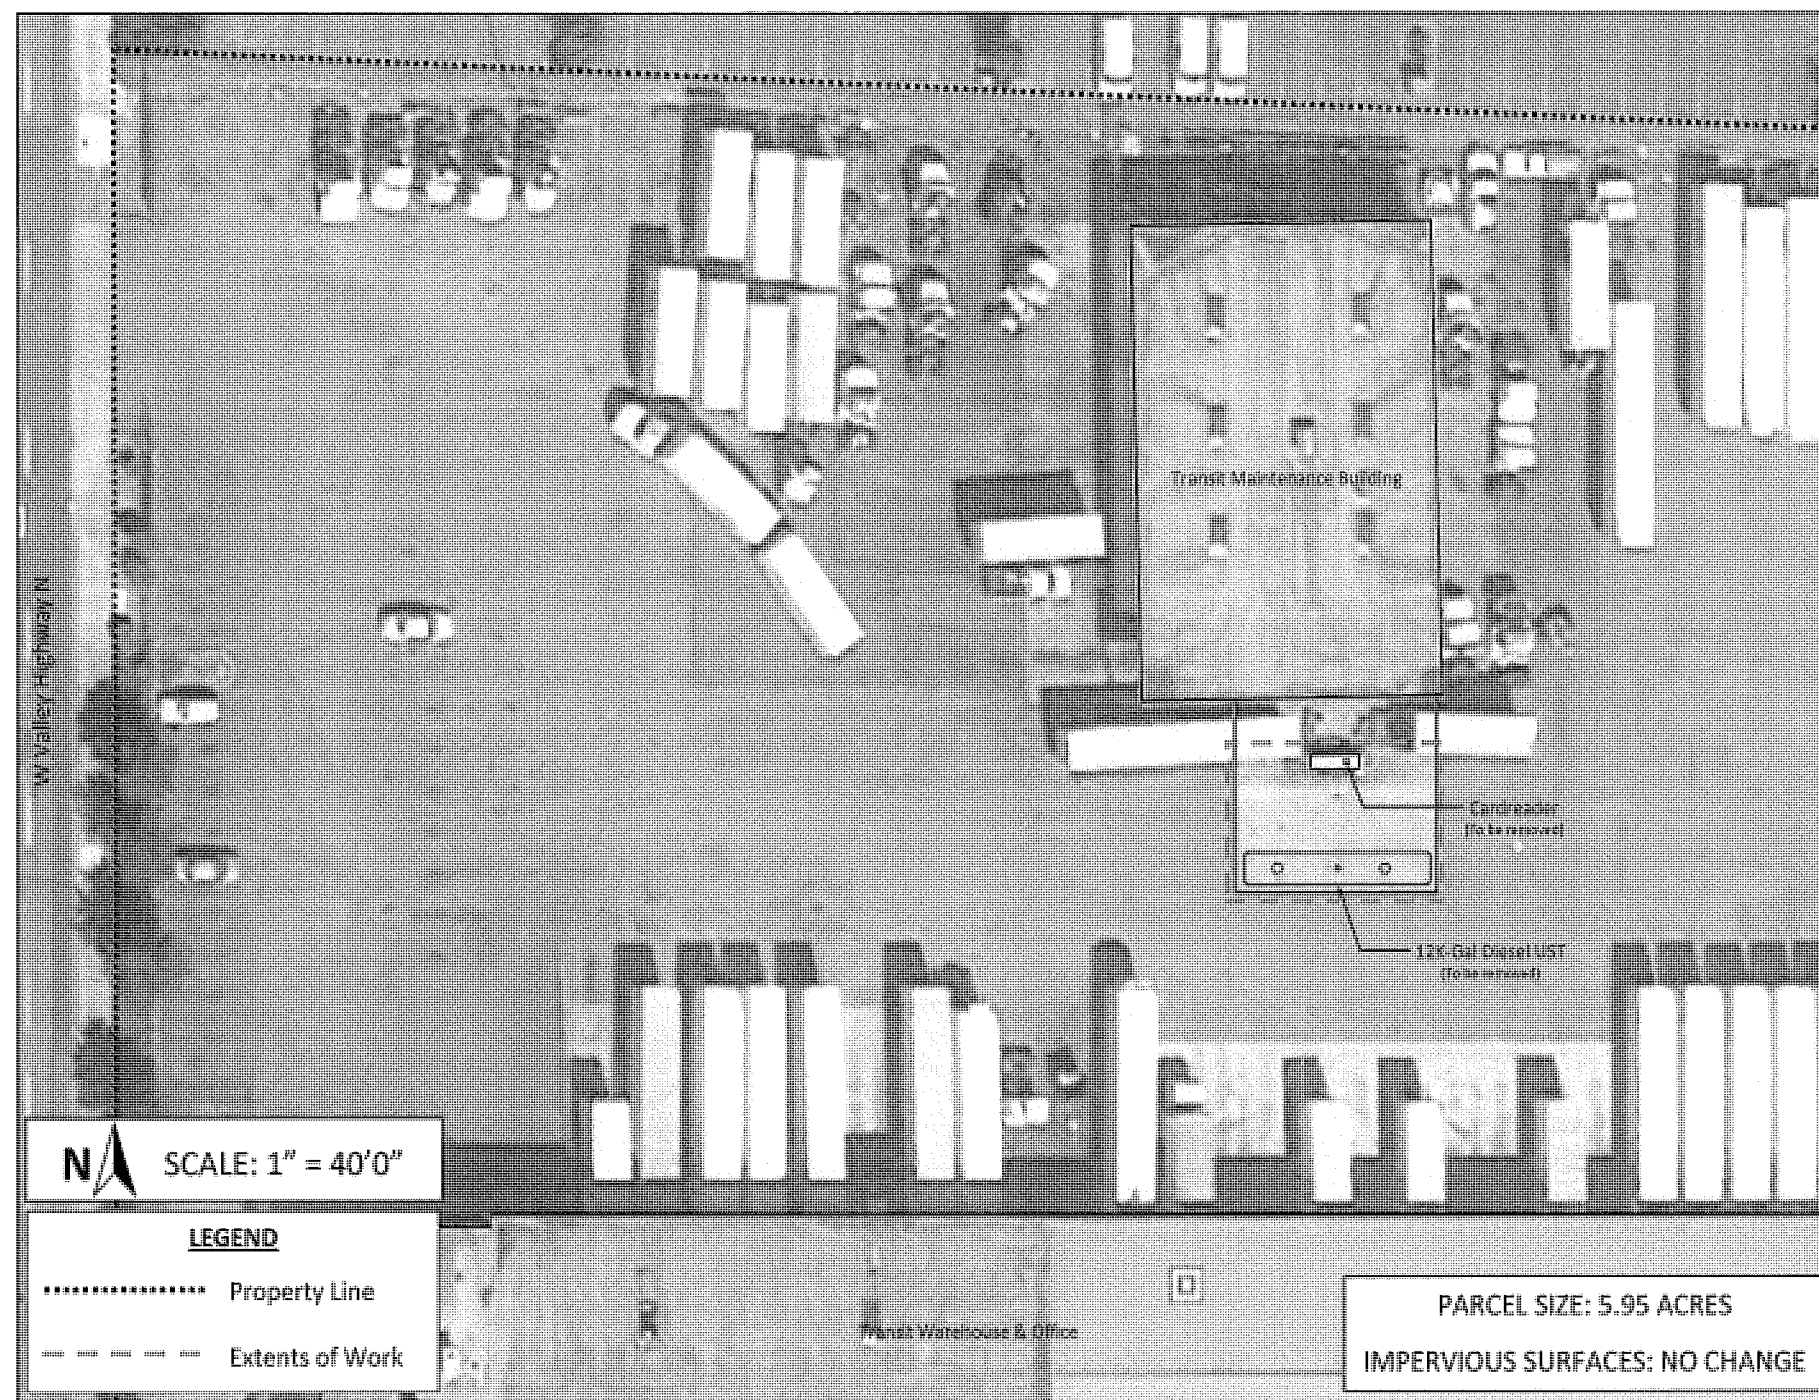 Transit Maintenance Building
W Valley Highway N
Cardreader
(To be removed)
12K-Gal Diesel UST
(To be removed)
N
SCALE: 1" = 40'0"
LEGEND
Property Line
Extents of Work
Transit Warehouse & Office
PARCEL SIZE: 5.95 ACRES
IMPERVIOUS SURFACES: NO CHANGE